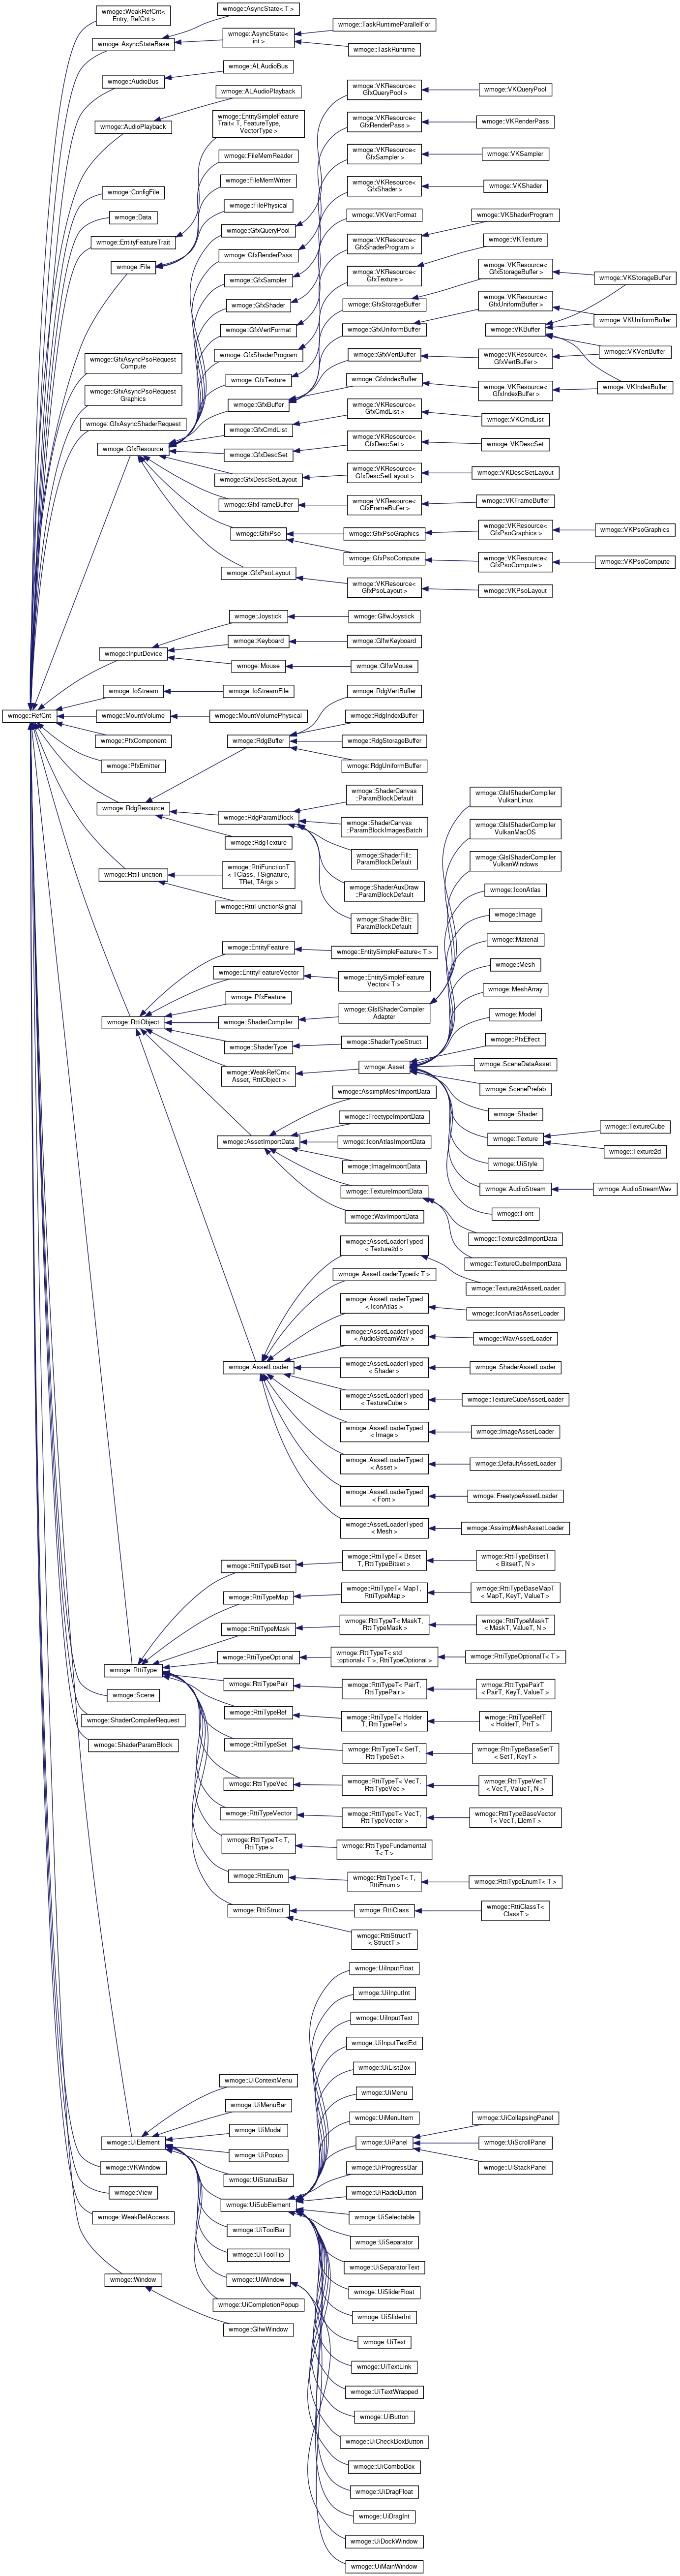 wmoge::RefCnt
wmoge::WeakRefCnt<
Entry, RefCnt >
wmoge::AsyncStateBase
wmoge::AudioBus
wmoge::AudioPlayback
wmoge::ConfigFile
wmoge::Data
wmoge::EntityFeatureTrait
wmoge::File
wmoge::GfxAsyncPsoRequest
Compute
wmoge::GfxAsyncPsoRequest
Graphics
wmoge::GfxAsyncShaderRequest
wmoge::GfxResource
wmoge::InputDevice
wmoge::IoStream
wmoge::MountVolume
wmoge::PfxComponent
wmoge::PfxEmitter
wmoge::RdgResource
wmoge::RttiFunction
wmoge::RttiObject
wmoge::RttiType
wmoge::Scene
wmoge::ShaderCompilerRequest
wmoge::ShaderParamBlock
wmoge::UiElement
wmoge::VKWindow
wmoge::View
wmoge::WeakRefAccess
wmoge::Window
wmoge::AsyncState< T >
wmoge::AsyncState<
int >
wmoge::TaskRuntimeParallelFor
wmoge::TaskRuntime
wmoge::ALAudioBus
wmoge::ALAudioPlayback
wmoge::EntitySimpleFeature
Trait< T, FeatureType,
VectorType >
wmoge::FileMemReader
wmoge::FileMemWriter
wmoge::FilePhysical
wmoge::GfxQueryPool
wmoge::GfxRenderPass
wmoge::GfxSampler
wmoge::GfxShader
wmoge::GfxVertFormat
wmoge::GfxShaderProgram
wmoge::GfxTexture
wmoge::GfxBuffer
wmoge::GfxCmdList
wmoge::GfxDescSet
wmoge::GfxDescSetLayout
wmoge::GfxFrameBuffer
wmoge::GfxPso
wmoge::GfxPsoLayout
wmoge::VKResource<
GfxQueryPool >
wmoge::VKResource<
GfxRenderPass >
wmoge::VKResource<
GfxSampler >
wmoge::VKResource<
GfxShader >
wmoge::VKVertFormat
wmoge::VKResource<
GfxShaderProgram >
wmoge::VKResource<
GfxTexture >
wmoge::GfxStorageBuffer
wmoge::GfxUniformBuffer
wmoge::GfxVertBuffer
wmoge::GfxIndexBuffer
wmoge::VKResource<
GfxCmdList >
wmoge::VKResource<
GfxDescSet >
wmoge::VKResource<
GfxDescSetLayout >
wmoge::VKResource<
GfxFrameBuffer >
wmoge::GfxPsoGraphics
wmoge::GfxPsoCompute
wmoge::VKResource<
GfxPsoLayout >
wmoge::VKQueryPool
wmoge::VKRenderPass
wmoge::VKSampler
wmoge::VKShader
wmoge::VKShaderProgram
wmoge::VKTexture
wmoge::VKResource<
GfxStorageBuffer >
wmoge::VKResource<
GfxUniformBuffer >
wmoge::VKBuffer
wmoge::VKResource<
GfxVertBuffer >
wmoge::VKResource<
GfxIndexBuffer >
wmoge::VKCmdList
wmoge::VKDescSet
wmoge::VKDescSetLayout
wmoge::VKFrameBuffer
wmoge::VKResource<
GfxPsoGraphics >
wmoge::VKResource<
GfxPsoCompute >
wmoge::VKPsoLayout
wmoge::VKStorageBuffer
wmoge::VKUniformBuffer
wmoge::VKVertBuffer
wmoge::VKIndexBuffer
wmoge::VKPsoGraphics
wmoge::VKPsoCompute
wmoge::Joystick
wmoge::Keyboard
wmoge::Mouse
wmoge::GlfwJoystick
wmoge::GlfwKeyboard
wmoge::GlfwMouse
wmoge::IoStreamFile
wmoge::MountVolumePhysical
wmoge::RdgBuffer
wmoge::RdgParamBlock
wmoge::RdgTexture
wmoge::RdgVertBuffer
wmoge::RdgIndexBuffer
wmoge::RdgStorageBuffer
wmoge::RdgUniformBuffer
wmoge::ShaderCanvas
::ParamBlockDefault
wmoge::ShaderCanvas
::ParamBlockImagesBatch
wmoge::ShaderFill::
ParamBlockDefault
wmoge::ShaderAuxDraw
::ParamBlockDefault
wmoge::ShaderBlit::
ParamBlockDefault
wmoge::RttiFunctionT
< TClass, TSignature,
TRet, TArgs >
wmoge::RttiFunctionSignal
wmoge::EntityFeature
wmoge::EntityFeatureVector
wmoge::PfxFeature
wmoge::ShaderCompiler
wmoge::ShaderType
wmoge::WeakRefCnt<
Asset, RttiObject >
wmoge::AssetImportData
wmoge::AssetLoader
wmoge::EntitySimpleFeature< T >
wmoge::EntitySimpleFeature
Vector< T >
wmoge::GlslShaderCompiler
Adapter
wmoge::ShaderTypeStruct
wmoge::Asset
wmoge::GlslShaderCompiler
VulkanLinux
wmoge::GlslShaderCompiler
VulkanMacOS
wmoge::GlslShaderCompiler
VulkanWindows
wmoge::IconAtlas
wmoge::Image
wmoge::Material
wmoge::Mesh
wmoge::MeshArray
wmoge::Model
wmoge::PfxEffect
wmoge::SceneDataAsset
wmoge::ScenePrefab
wmoge::Shader
wmoge::Texture
wmoge::UiStyle
wmoge::AudioStream
wmoge::Font
wmoge::TextureCube
wmoge::Texture2d
wmoge::AudioStreamWav
wmoge::AssimpMeshImportData
wmoge::FreetypeImportData
wmoge::IconAtlasImportData
wmoge::ImageImportData
wmoge::TextureImportData
wmoge::WavImportData
wmoge::Texture2dImportData
wmoge::TextureCubeImportData
wmoge::AssetLoaderTyped
< Texture2d >
wmoge::AssetLoaderTyped< T >
wmoge::AssetLoaderTyped
< IconAtlas >
wmoge::AssetLoaderTyped
< AudioStreamWav >
wmoge::AssetLoaderTyped
< Shader >
wmoge::AssetLoaderTyped
< TextureCube >
wmoge::AssetLoaderTyped
< Image >
wmoge::AssetLoaderTyped
< Asset >
wmoge::AssetLoaderTyped
< Font >
wmoge::AssetLoaderTyped
< Mesh >
wmoge::Texture2dAssetLoader
wmoge::IconAtlasAssetLoader
wmoge::WavAssetLoader
wmoge::ShaderAssetLoader
wmoge::TextureCubeAssetLoader
wmoge::ImageAssetLoader
wmoge::DefaultAssetLoader
wmoge::FreetypeAssetLoader
wmoge::AssimpMeshAssetLoader
wmoge::RttiTypeBitset
wmoge::RttiTypeMap
wmoge::RttiTypeMask
wmoge::RttiTypeOptional
wmoge::RttiTypePair
wmoge::RttiTypeRef
wmoge::RttiTypeSet
wmoge::RttiTypeVec
wmoge::RttiTypeVector
wmoge::RttiTypeT< T,
RttiType >
wmoge::RttiEnum
wmoge::RttiStruct
wmoge::RttiTypeT< Bitset
T, RttiTypeBitset >
wmoge::RttiTypeT< MapT,
RttiTypeMap >
wmoge::RttiTypeT< MaskT,
RttiTypeMask >
wmoge::RttiTypeT< std
::optional< T >, RttiTypeOptional >
wmoge::RttiTypeT< PairT,
RttiTypePair >
wmoge::RttiTypeT< Holder
T, RttiTypeRef >
wmoge::RttiTypeT< SetT,
RttiTypeSet >
wmoge::RttiTypeT< VecT,
RttiTypeVec >
wmoge::RttiTypeT< VecT,
RttiTypeVector >
wmoge::RttiTypeFundamental
T< T >
wmoge::RttiTypeT< T,
RttiEnum >
wmoge::RttiClass
wmoge::RttiStructT
< StructT >
wmoge::RttiTypeBitsetT
< BitsetT, N >
wmoge::RttiTypeBaseMapT
< MapT, KeyT, ValueT >
wmoge::RttiTypeMaskT
< MaskT, ValueT, N >
wmoge::RttiTypeOptionalT< T >
wmoge::RttiTypePairT
< PairT, KeyT, ValueT >
wmoge::RttiTypeRefT
< HolderT, PtrT >
wmoge::RttiTypeBaseSetT
< SetT, KeyT >
wmoge::RttiTypeVecT
< VecT, ValueT, N >
wmoge::RttiTypeBaseVector
T< VecT, ElemT >
wmoge::RttiTypeEnumT< T >
wmoge::RttiClassT<
ClassT >
wmoge::UiContextMenu
wmoge::UiMenuBar
wmoge::UiModal
wmoge::UiPopup
wmoge::UiStatusBar
wmoge::UiSubElement
wmoge::UiToolBar
wmoge::UiToolTip
wmoge::UiWindow
wmoge::UiCompletionPopup
wmoge::GlfwWindow
wmoge::UiInputFloat
wmoge::UiInputInt
wmoge::UiInputText
wmoge::UiInputTextExt
wmoge::UiListBox
wmoge::UiMenu
wmoge::UiMenuItem
wmoge::UiPanel
wmoge::UiProgressBar
wmoge::UiRadioButton
wmoge::UiSelectable
wmoge::UiSeparator
wmoge::UiSeparatorText
wmoge::UiSliderFloat
wmoge::UiSliderInt
wmoge::UiText
wmoge::UiTextLink
wmoge::UiTextWrapped
wmoge::UiButton
wmoge::UiCheckBoxButton
wmoge::UiComboBox
wmoge::UiDragFloat
wmoge::UiDragInt
wmoge::UiDockWindow
wmoge::UiMainWindow
wmoge::UiCollapsingPanel
wmoge::UiScrollPanel
wmoge::UiStackPanel